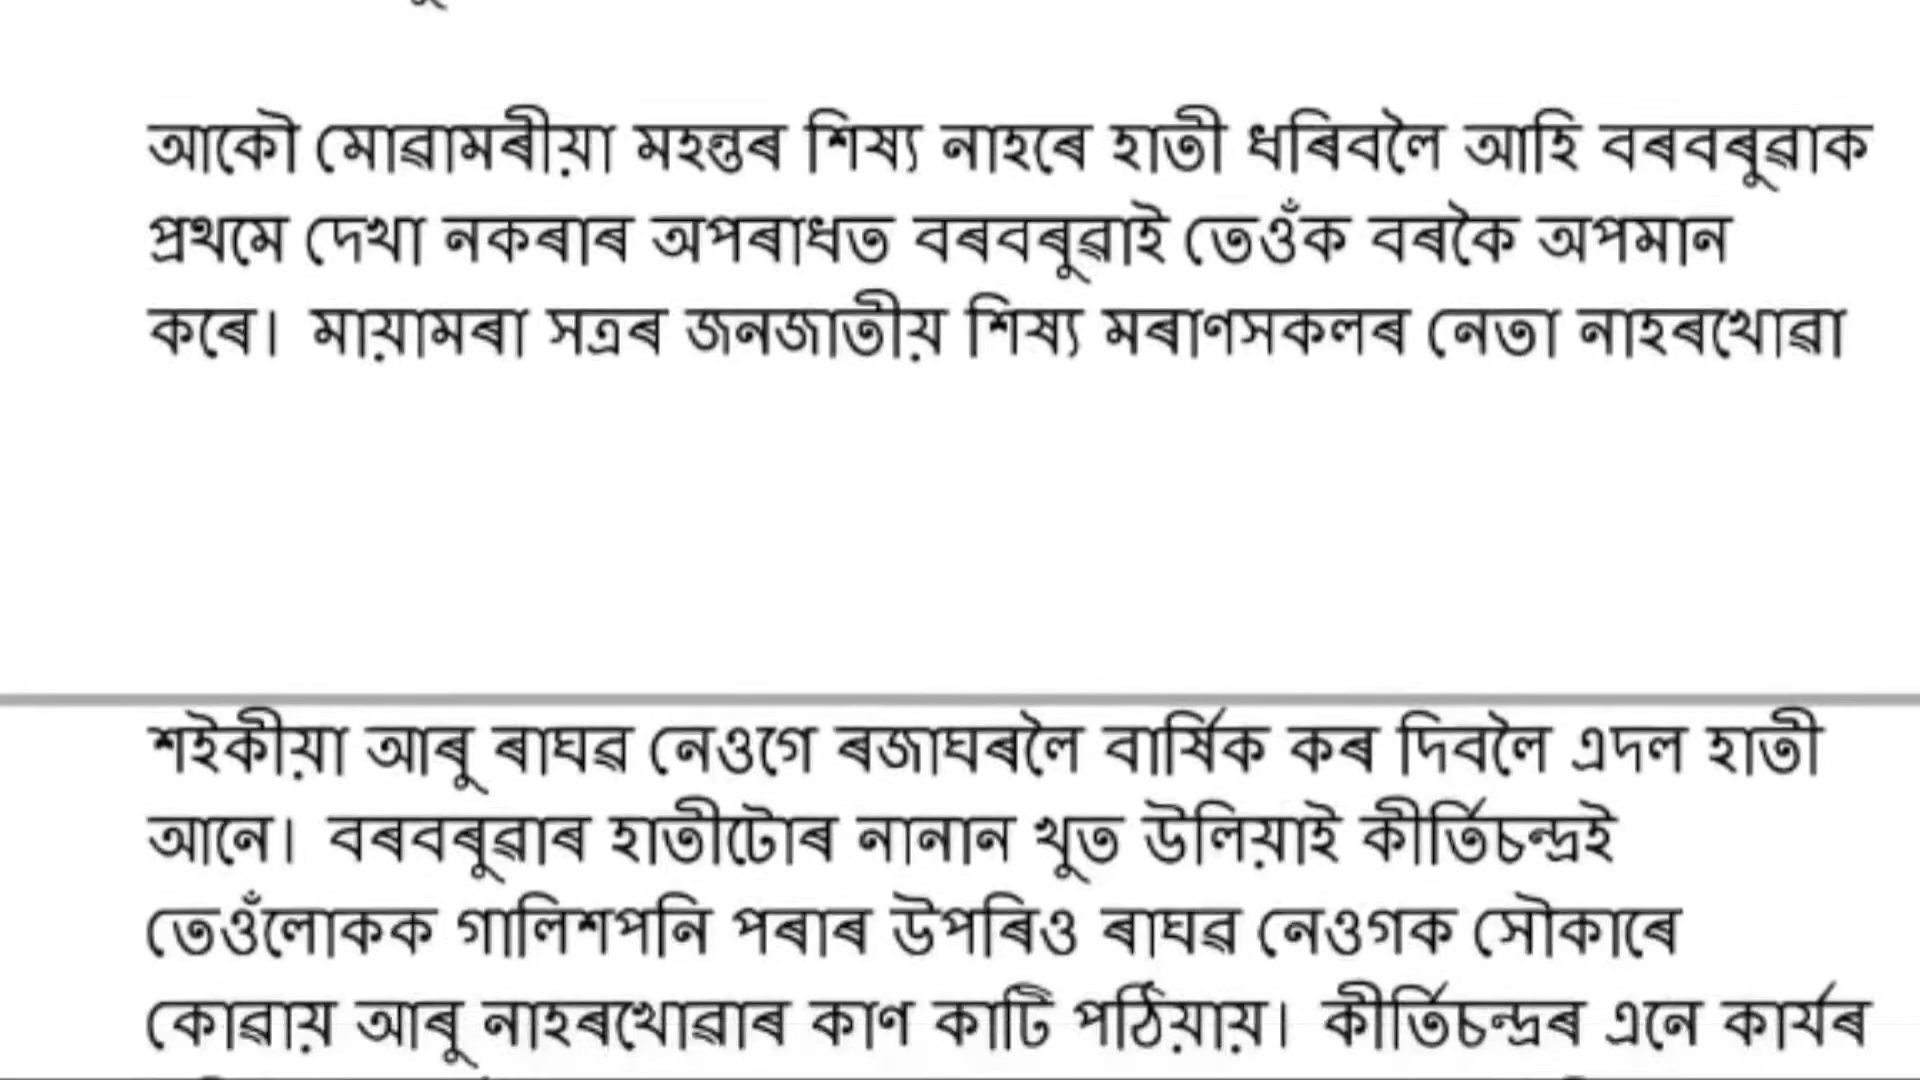 আকৌ মোৱামৰীয়া মহন্তৰ শিষ্য নাহৰে হাতী ধৰিবলৈ আহি বৰবৰুৱাক
প্ৰথমে দেখা নকৰাৰ অপৰাধত বৰবৰুৱাই তেওঁক বৰকৈ অপমান
কৰে। মায়ামৰা সত্ৰৰ জনজাতীয় শিষ্য মৰাণসকলৰ নেতা নাহৰখোৱা
শইকীয়া আৰু ৰাঘৱ নেওগে ৰজাঘৰলৈ বাৰ্ষিক কৰ দিবলৈ এদল হাতী
আনে। বৰবৰুৱাৰ হাতীটোৰ নানান খুত উলিয়াই কীৰ্তিচন্দ্ৰই
তেওঁলোকক গালিশপনি পৰাৰ উপৰিও ৰাঘৱ নেওগক সৌকাৰে
কোৱায় আৰু নাহৰখোৱাৰ কাণ কাটি পঠিয়ায়। কীৰ্তিচন্দ্ৰৰ এনে কাৰ্যৰ